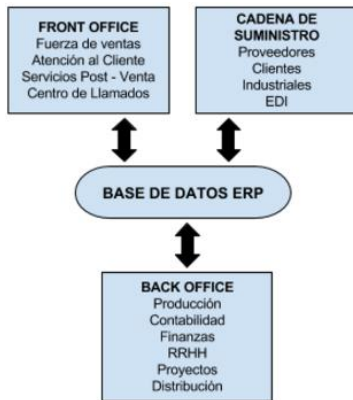 FRONT OFFICE
Fuerza de ventas
Atención al Cliente
Servicios Post - Venta
Centro de Llamados
CADENA DE
SUMINISTRO
Proveedores
Clientes
Industriales
EDI
BASE DE DATOS ERP
BACK OFFICE
Producción
Contabilidad
Finanzas
RRHH
Proyectos
Distribución